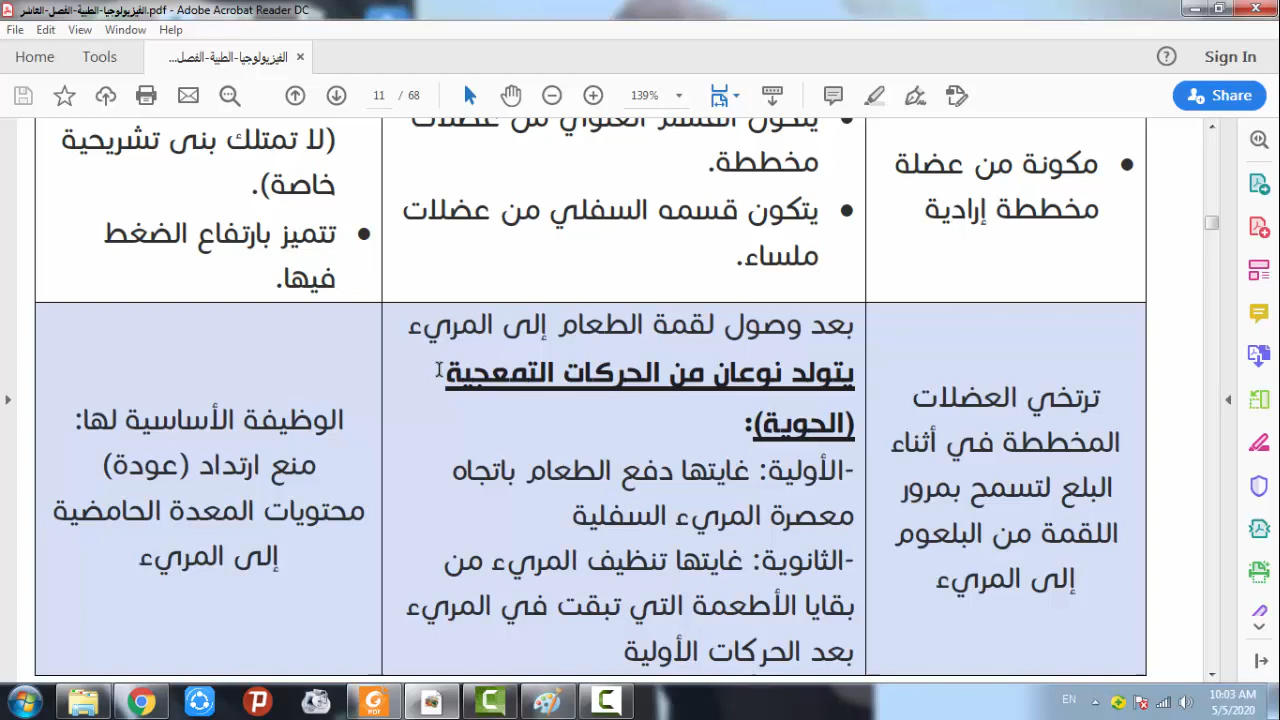 الفيزيولوجيا-الطبية-الفصل-العاشر.pdf - Adobe Acrobat Reader DC
File Edit View Window Help
Home Tools الفيزيولوجيا-الطبية-الفصل... × Sign In
11 / 68 139% Share
مكونة من عضلة
مخططة إرادية
يتكون القسم العلوي من عضلات
مخططة.
يتكون قسمه السفلي من عضلات
ملساء.
(لا تمتلك بنى تشريحية
خاصة).
تتميز بارتفاع الضغط
فيها.
ترتخي العضلات
المخططة في أثناء
البلع لتسمح بمرور
اللقمة من البلعوم
إلى المريء
بعد وصول لقمة الطعام إلى المريء
يتولد نوعان من الحركات التمعجية
(الحوية):
-الأولية: غايتها دفع الطعام باتجاه
معصرة المريء السفلية
-الثانوية: غايتها تنظيف المريء من
بقايا الأطعمة التي تبقت في المريء
بعد الحركات الأولية
الوظيفة الأساسية لها:
منع ارتداد (عودة)
محتويات المعدة الحامضية
إلى المريء
EN 10:03 AM
5/5/2020